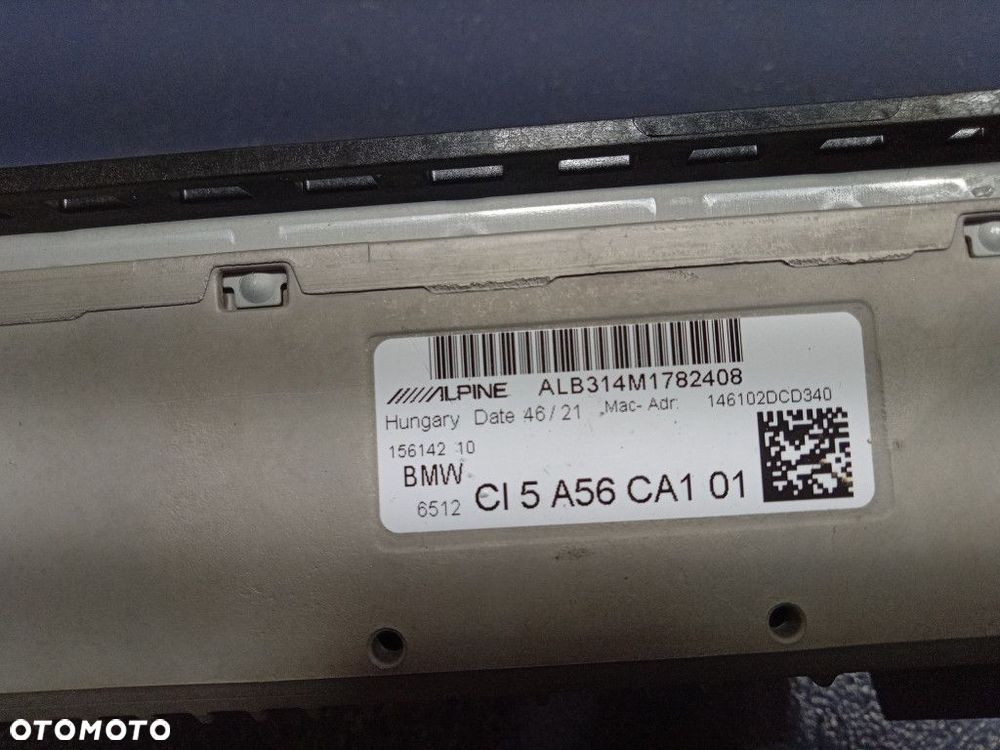 ALPINE ALB314M1782408
Hungary Date 46/21 Mac-Adr: 146102DCD340
156142 10
BMW
6512 CI 5 A56 CA1 01
OTOMOTO